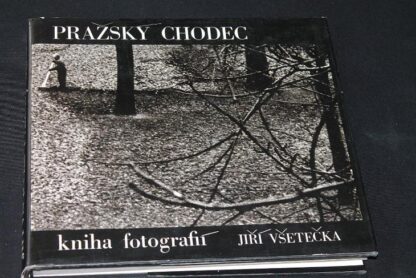 PRAŽSKÝ CHODEC
kniha fotografií JIŘÍ VŠETEČKA